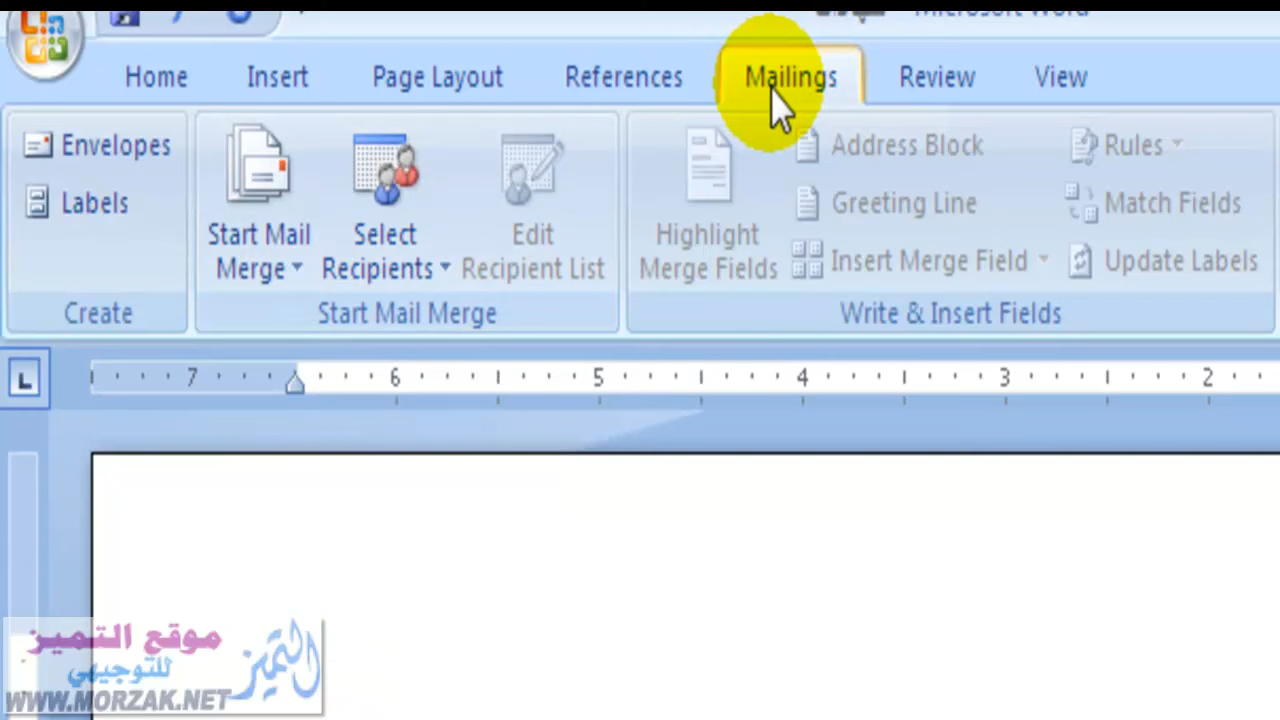 Microsoft Word
Home Insert Page Layout References Mailings Review View
Envelopes
Labels
Create
Start Mail
Merge
Select
Recipients
Edit
Recipient List
Start Mail Merge
Highlight
Merge Fields
Address Block
Greeting Line
Insert Merge Field
Rules
Match Fields
Update Labels
Write & Insert Fields
L
7 6 5 4 3 2
موقع التميز
للتوجيهي
التميز
WWW.MORZAK.NET